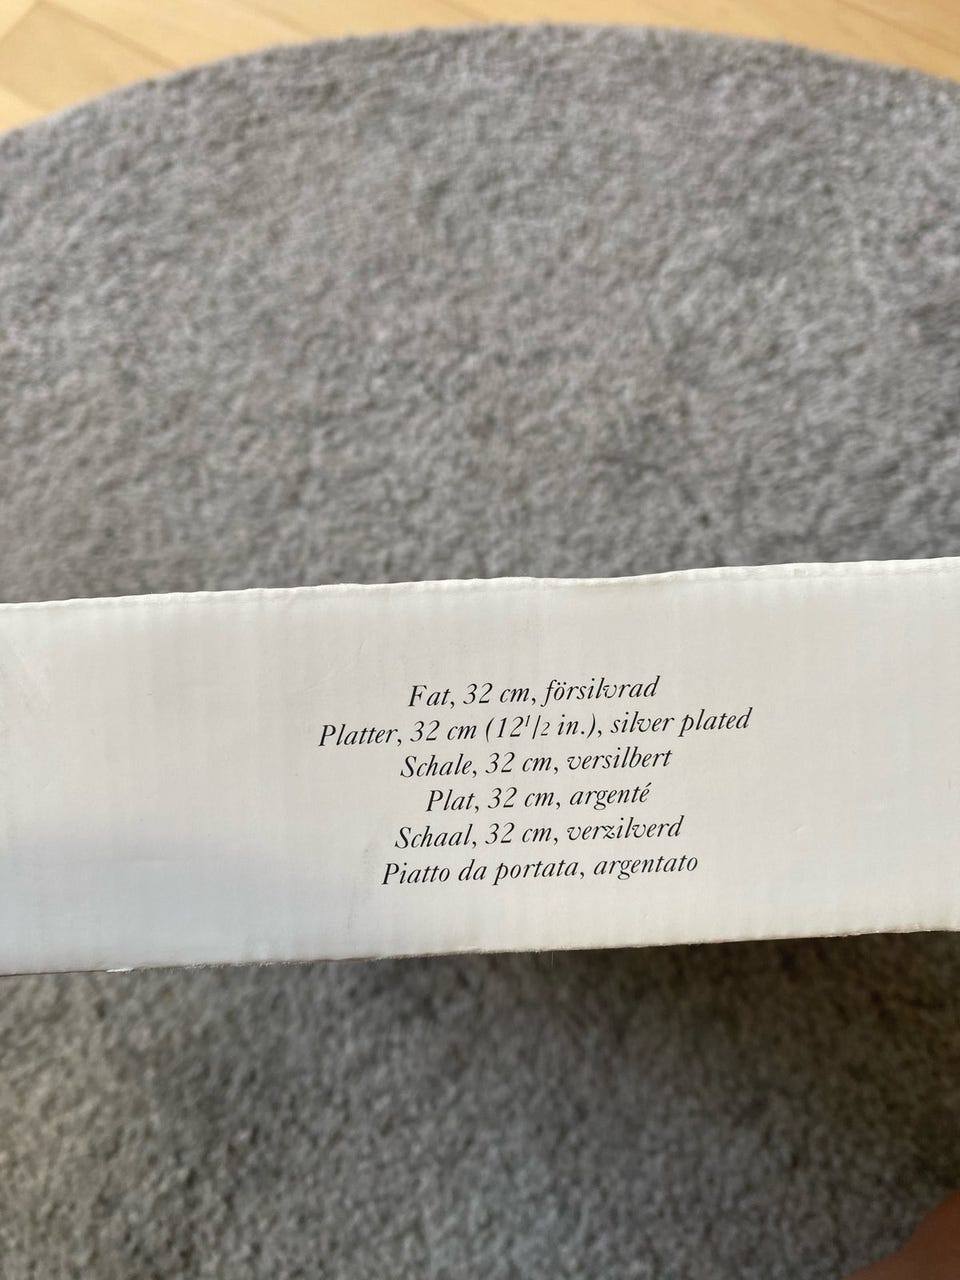 Fat, 32 cm, försilvrad
Platter, 32 cm (12 1/2 in.), silver plated
Schale, 32 cm, versilbert
Plat, 32 cm, argenté
Schaal, 32 cm, verzilverd
Piatto da portata, argentato